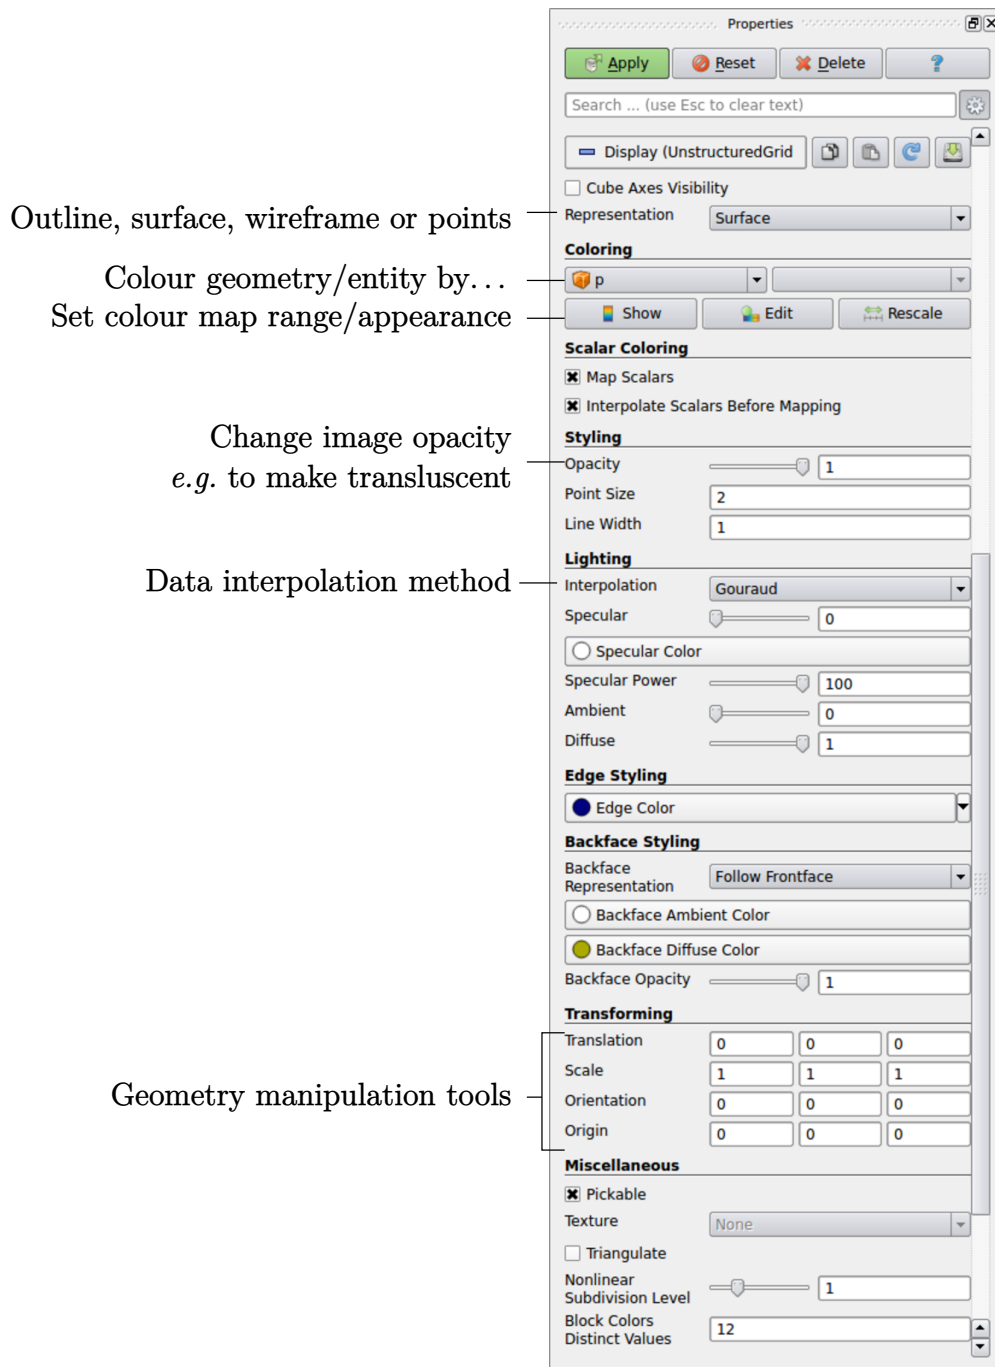 Properties
Apply Reset Delete ?
Search ... (use Esc to clear text)
Display (UnstructuredGrid
Cube Axes Visibility
Outline, surface, wireframe or points
Representation Surface
Coloring
Colour geometry/entity by...
p
Set colour map range/appearance
Show Edit Rescale
Scalar Coloring
Map Scalars
Interpolate Scalars Before Mapping
Change image opacity
e.g. to make transluscent
Styling
Opacity 1
Point Size 2
Line Width 1
Lighting
Data interpolation method
Interpolation Gouraud
Specular 0
Specular Color
Specular Power 100
Ambient 0
Diffuse 1
Edge Styling
Edge Color
Backface Styling
Backface
Representation Follow Frontface
Backface Ambient Color
Backface Diffuse Color
Backface Opacity 1
Transforming
Geometry manipulation tools
Translation 0 0 0
Scale 1 1 1
Orientation 0 0 0
Origin 0 0 0
Miscellaneous
Pickable
Texture None
Triangulate
Nonlinear
Subdivision Level 1
Block Colors
Distinct Values 12